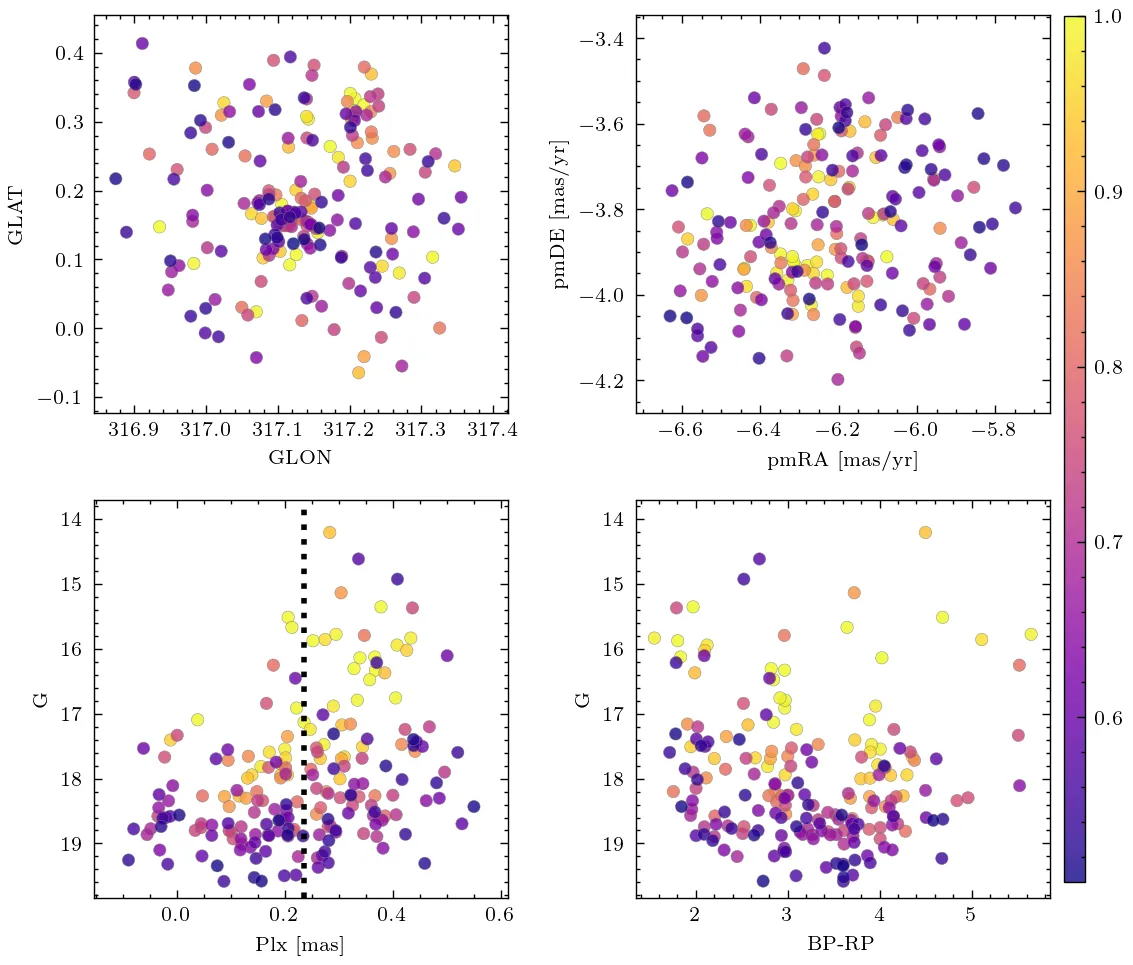 0.4
0.3
0.2
0.1
0.0
−0.1
GLAT
316.9 317.0 317.1 317.2 317.3 317.4
GLON
−3.4
−3.6
−3.8
−4.0
−4.2
pmDE [mas/yr]
−6.6 −6.4 −6.2 −6.0 −5.8
pmRA [mas/yr]
14
15
16
17
18
19
G
0.0 0.2 0.4 0.6
Plx [mas]
14
15
16
17
18
19
G
2 3 4 5
BP-RP
1.0
0.9
0.8
0.7
0.6